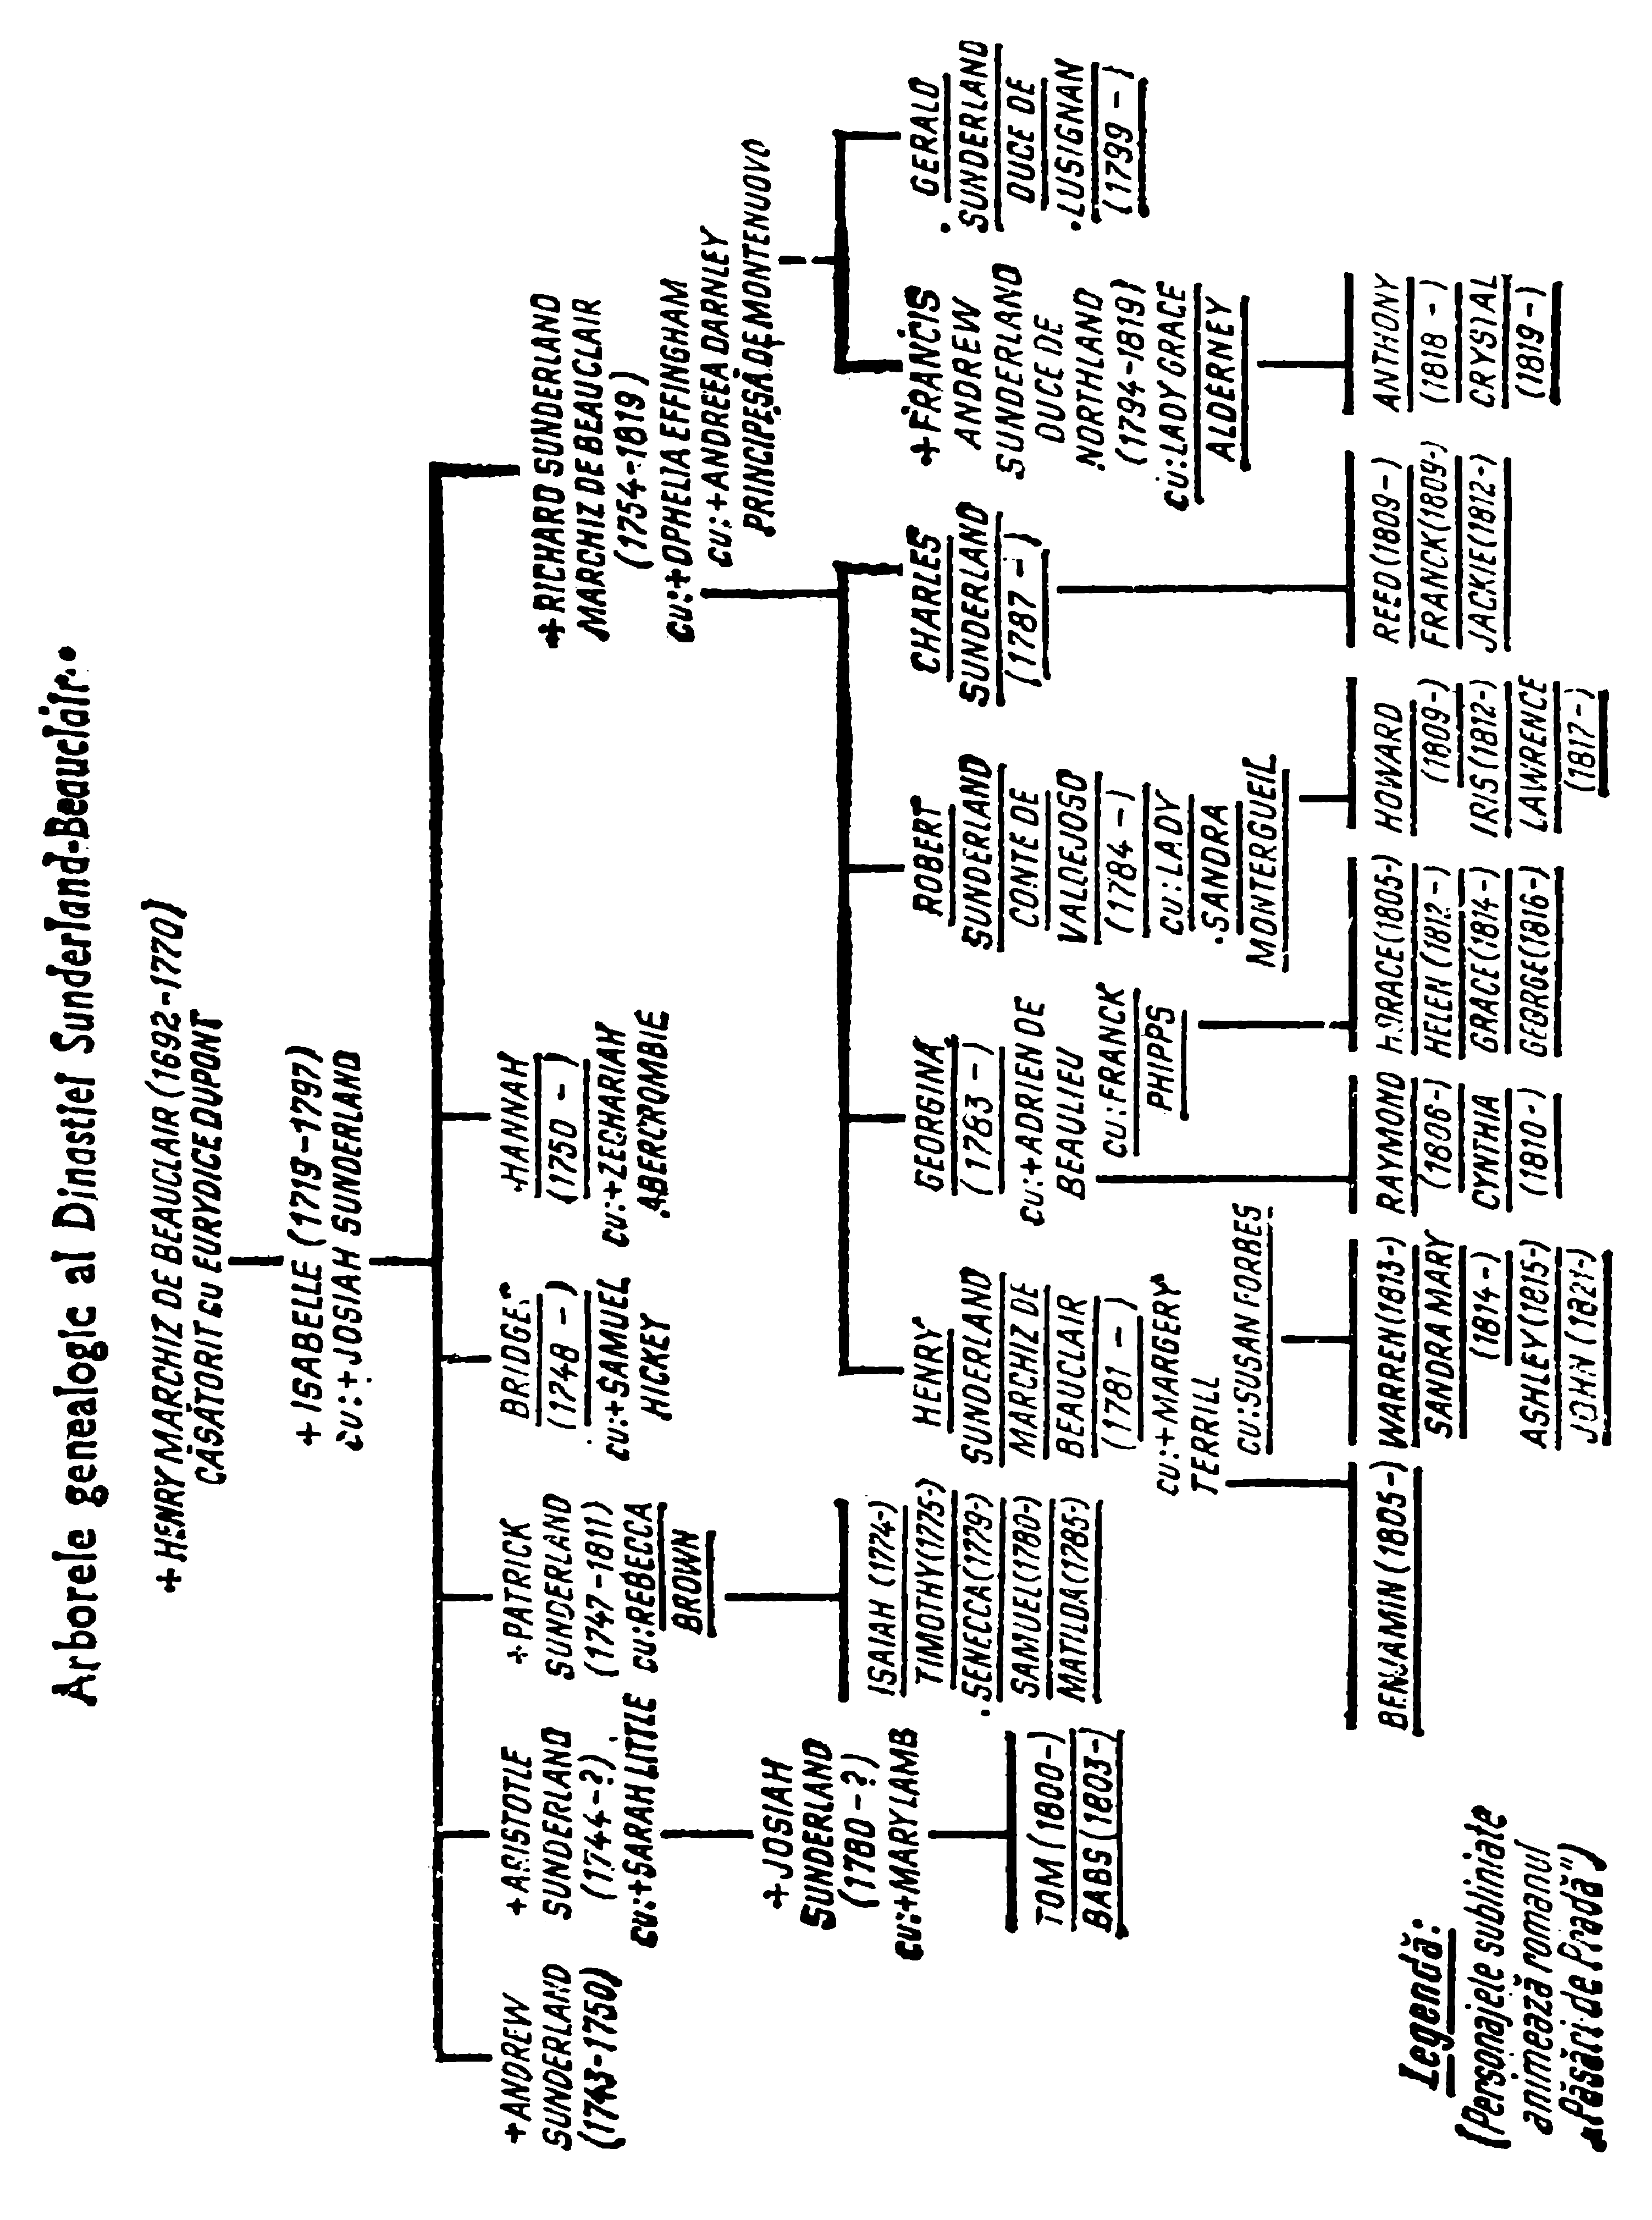 Arborele genealogic al Dinastiei Sunderland-Beauclair.
+ HENRY MARCHIZ DE BEAUCLAIR (1692-1770)
CĂSĂTORIT cu EURYDICE DUPONT
+ ISABELLE (1719-1797)
cu:+JOSIAH SUNDERLAND
+ANDREW
SUNDERLAND
(1743-1750)
+ARISTOTLE
SUNDERLAND
(1744-?)
cu:+SARAH LITTLE
+PATRICK
SUNDERLAND
(1747-1811)
cu:REBECCA
BROWN
BRIDGET
(1748 -)
cu:+SAMUEL
HICKEY
HANNAH
(1750 -)
cu:+ZECHARIAH
ABERCROMBIE
+RICHARD SUNDERLAND
MARCHIZ DE BEAUCLAIR
(1754-1819)
cu:+OPHELIA EFFINGHAM
cu:+ANDREEA DARNLEY
PRINCIPESĂ DE MONTENUOVO
+JOSIAH
SUNDERLAND
(1780-?)
cu:+MARY LAMB
TOM (1800-)
BABS (1803-)
ISAIAH (1774-)
TIMOTHY (1775-)
SENECCA (1779-)
SAMUEL (1780-)
MATILDA (1785-)
HENRY
SUNDERLAND
MARCHIZ DE
BEAUCLAIR
(1781 -)
cu:+MARGERY
TERRILL
cu:SUSAN FORBES
GEORGINA
(1783 -)
cu:+ADRIEN DE
BEAULIEU
cu:FRANCK
PHIPPS
ROBERT
SUNDERLAND
CONTE DE
VALDEJOSO
(1784 -)
cu:LADY
SANDRA
MONTERGUEIL
CHARLES
SUNDERLAND
(1787 -)
+FRANCIS
ANDREW
SUNDERLAND
DUCE DE
NORTHLAND
(1794-1819)
cu:LADY GRACE
ALDERNEY
GERALD
SUNDERLAND
DUCE DE
LUSIGNAN
(1799 -)
BENJAMIN (1805-)
WARREN (1813-)
SANDRA MARY
(1814-)
ASHLEY (1815-)
JOHN (1821-)
RAYMOND
(1806-)
CYNTHIA
(1810-)
HORACE (1805-)
HELEN (1812-)
GRACE (1814-)
GEORGE (1816-)
HOWARD
(1809-)
IRIS (1812-)
LAWRENCE
(1817-)
REED (1809-)
FRANCK (1809-)
JACKIE (1812-)
ANTHONY
(1818 -)
CRYSTAL
(1819-)
Legendă:
(Personajele subliniate
animează romanul
„Păsări de Pradă")